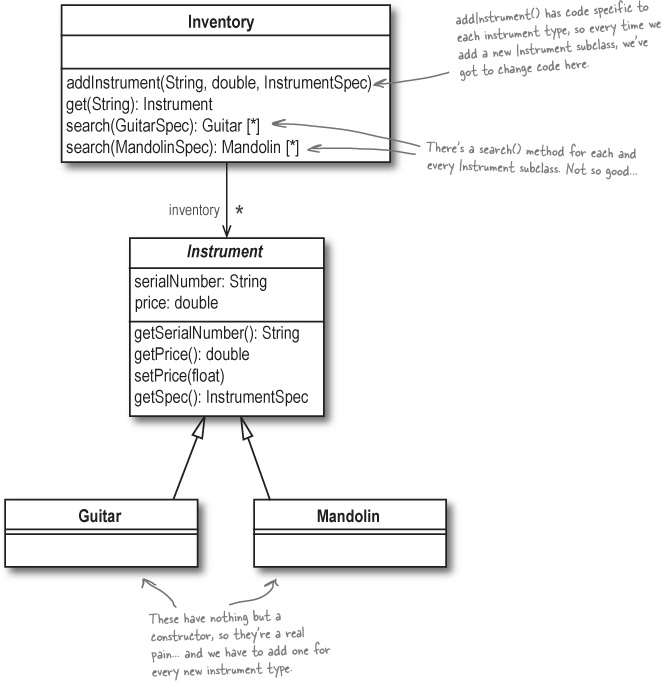 Inventory
addInstrument() has code specific to
each instrument type, so every time we
add a new Instrument subclass, we've
got to change code here.
addInstrument(String, double, InstrumentSpec)
get(String): Instrument
search(GuitarSpec): Guitar [*]
search(MandolinSpec): Mandolin [*]
There's a search() method for each and
every Instrument subclass. Not so good...
inventory *
Instrument
serialNumber: String
price: double
getSerialNumber(): String
getPrice(): double
setPrice(float)
getSpec(): InstrumentSpec
Guitar
Mandolin
These have nothing but a
constructor, so they're a real
pain... and we have to add one for
every new instrument type.